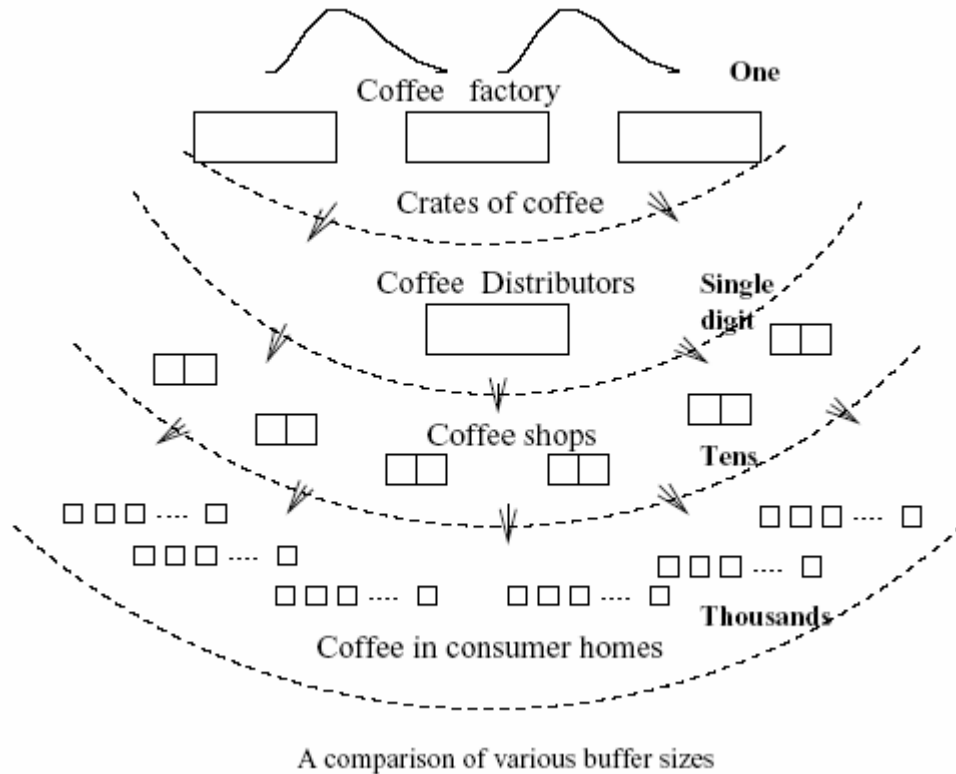 One
Coffee factory
Crates of coffee
Coffee Distributors
Single
digit
Coffee shops
Tens
Thousands
Coffee in consumer homes
A comparison of various buffer sizes